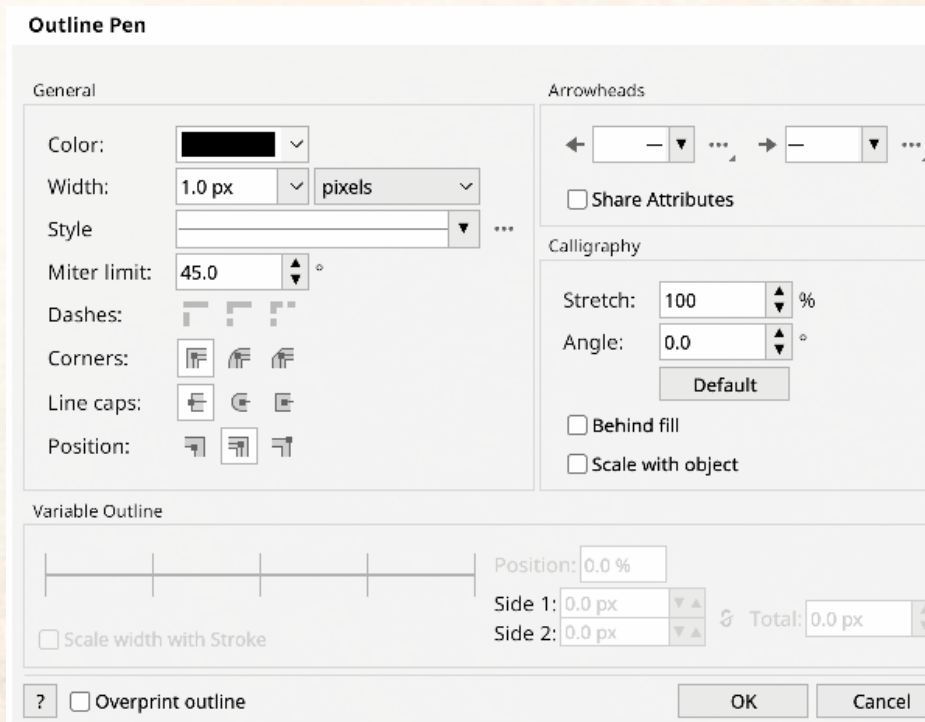 Outline Pen
General
Color:
Width: 1.0 px pixels
Style
Miter limit: 45.0 °
Dashes:
Corners:
Line caps:
Position:
Arrowheads
Share Attributes
Calligraphy
Stretch: 100 %
Angle: 0.0 °
Default
Behind fill
Scale with object
Variable Outline
Position: 0.0 %
Side 1: 0.0 px
Side 2: 0.0 px
Total: 0.0 px
Scale width with Stroke
? Overprint outline
OK Cancel